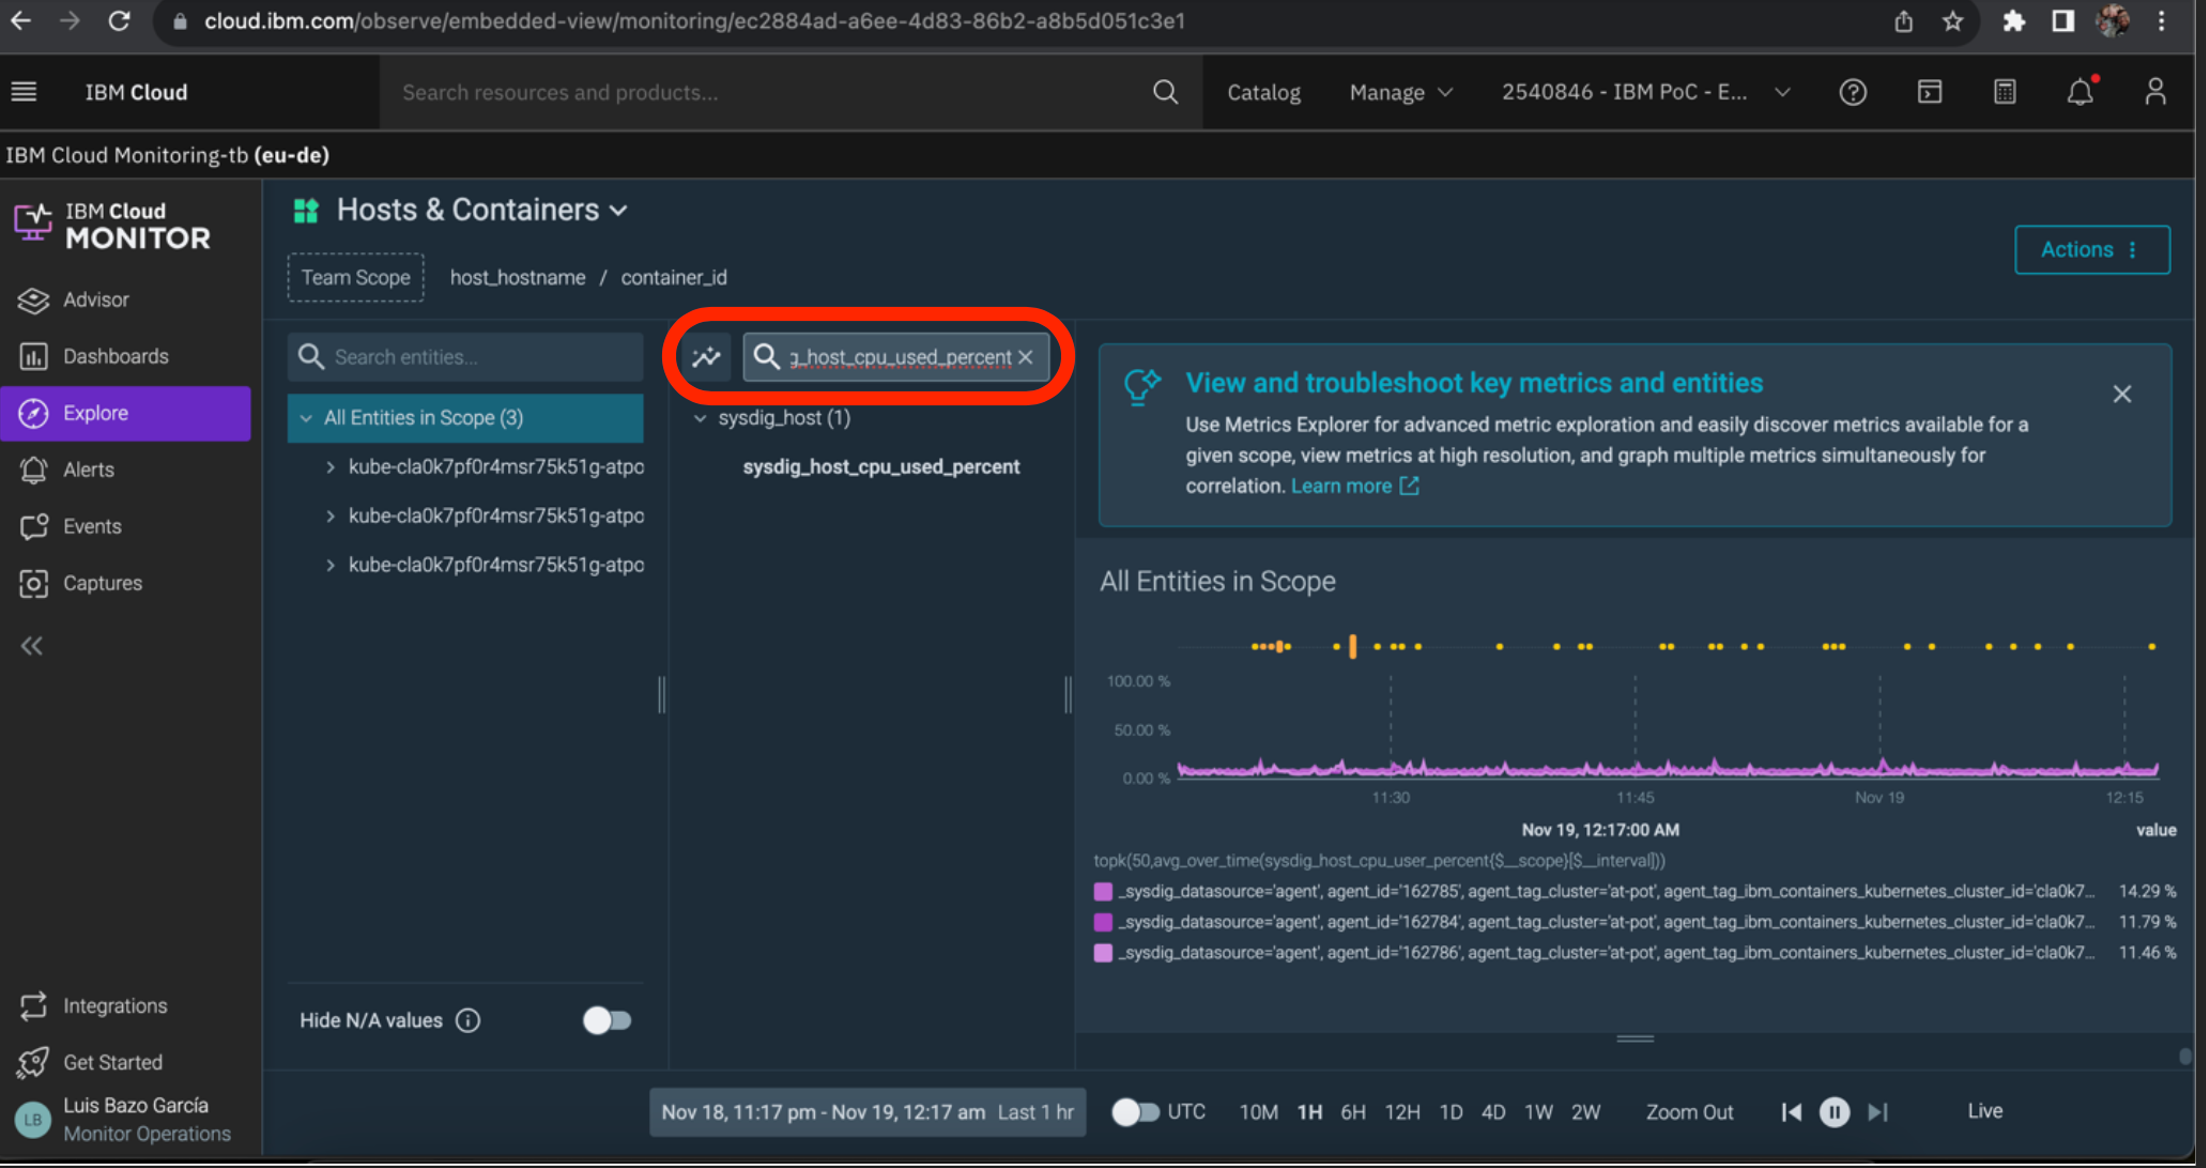 cloud.ibm.com/observe/embedded-view/monitoring/ec2884ad-a6ee-4d83-86b2-a8b5d051c3e1
IBM Cloud
Search resources and products...
Catalog
Manage
2540846 - IBM PoC - E...
IBM Cloud Monitoring-tb (eu-de)
IBM Cloud
MONITOR
Advisor
Dashboards
Explore
Alerts
Events
Captures
Integrations
Get Started
LB
Luis Bazo García
Monitor Operations
Hosts & Containers
Team Scope
host_hostname / container_id
Actions
Search entities...
All Entities in Scope (3)
kube-cla0k7pf0r4msr75k51g-atpo
kube-cla0k7pf0r4msr75k51g-atpo
kube-cla0k7pf0r4msr75k51g-atpo
Hide N/A values
g_host_cpu_used_percent
sysdig_host (1)
sysdig_host_cpu_used_percent
View and troubleshoot key metrics and entities
Use Metrics Explorer for advanced metric exploration and easily discover metrics available for a
given scope, view metrics at high resolution, and graph multiple metrics simultaneously for
correlation. Learn more
All Entities in Scope
100.00 %
50.00 %
0.00 %
11:30
11:45
Nov 19
12:15
Nov 19, 12:17:00 AM
value
topk(50,avg_over_time(sysdig_host_cpu_user_percent{$__scope}[$__interval]))
_sysdig_datasource='agent', agent_id='162785', agent_tag_cluster='at-pot', agent_tag_ibm_containers_kubernetes_cluster_id='cla0k7... 14.29 %
_sysdig_datasource='agent', agent_id='162784', agent_tag_cluster='at-pot', agent_tag_ibm_containers_kubernetes_cluster_id='cla0k7... 11.79 %
_sysdig_datasource='agent', agent_id='162786', agent_tag_cluster='at-pot', agent_tag_ibm_containers_kubernetes_cluster_id='cla0k7... 11.46 %
Nov 18, 11:17 pm - Nov 19, 12:17 am Last 1 hr
UTC
10M 1H 6H 12H 1D 4D 1W 2W
Zoom Out
Live